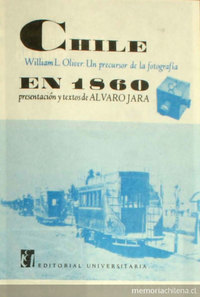 CHILE
William L. Oliver: Un precursor de la fotografía
EN 1860
presentación y textos de ALVARO JARA
EDITORIAL UNIVERSITARIA
memoriachilena.cl